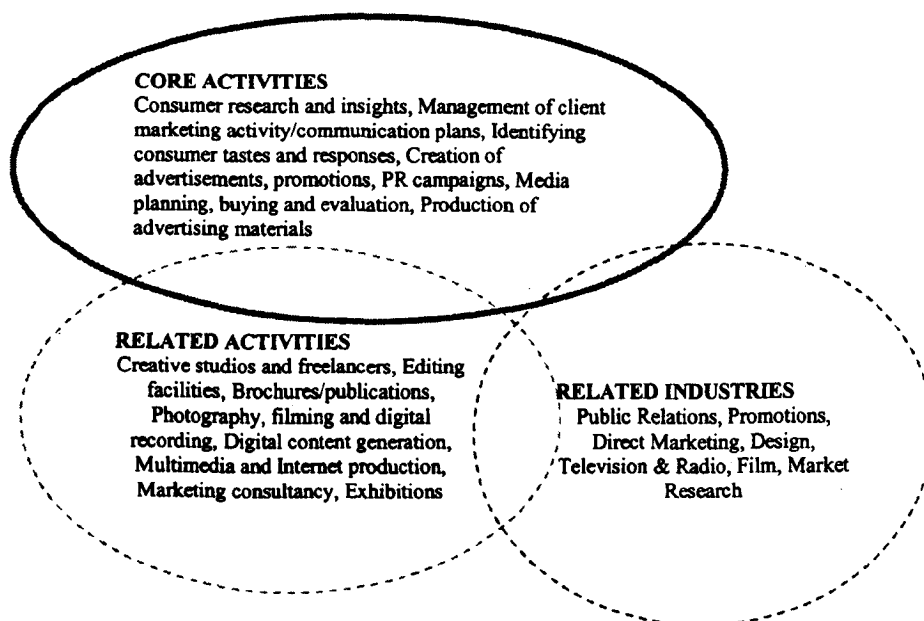 CORE ACTIVITIES
Consumer research and insights, Management of client
marketing activity/communication plans, Identifying
consumer tastes and responses, Creation of
advertisements, promotions, PR campaigns, Media
planning, buying and evaluation, Production of
advertising materials
RELATED ACTIVITIES
Creative studios and freelancers, Editing
facilities, Brochures/publications,
Photography, filming and digital
recording, Digital content generation,
Multimedia and Internet production,
Marketing consultancy, Exhibitions
RELATED INDUSTRIES
Public Relations, Promotions,
Direct Marketing, Design,
Television & Radio, Film, Market
Research